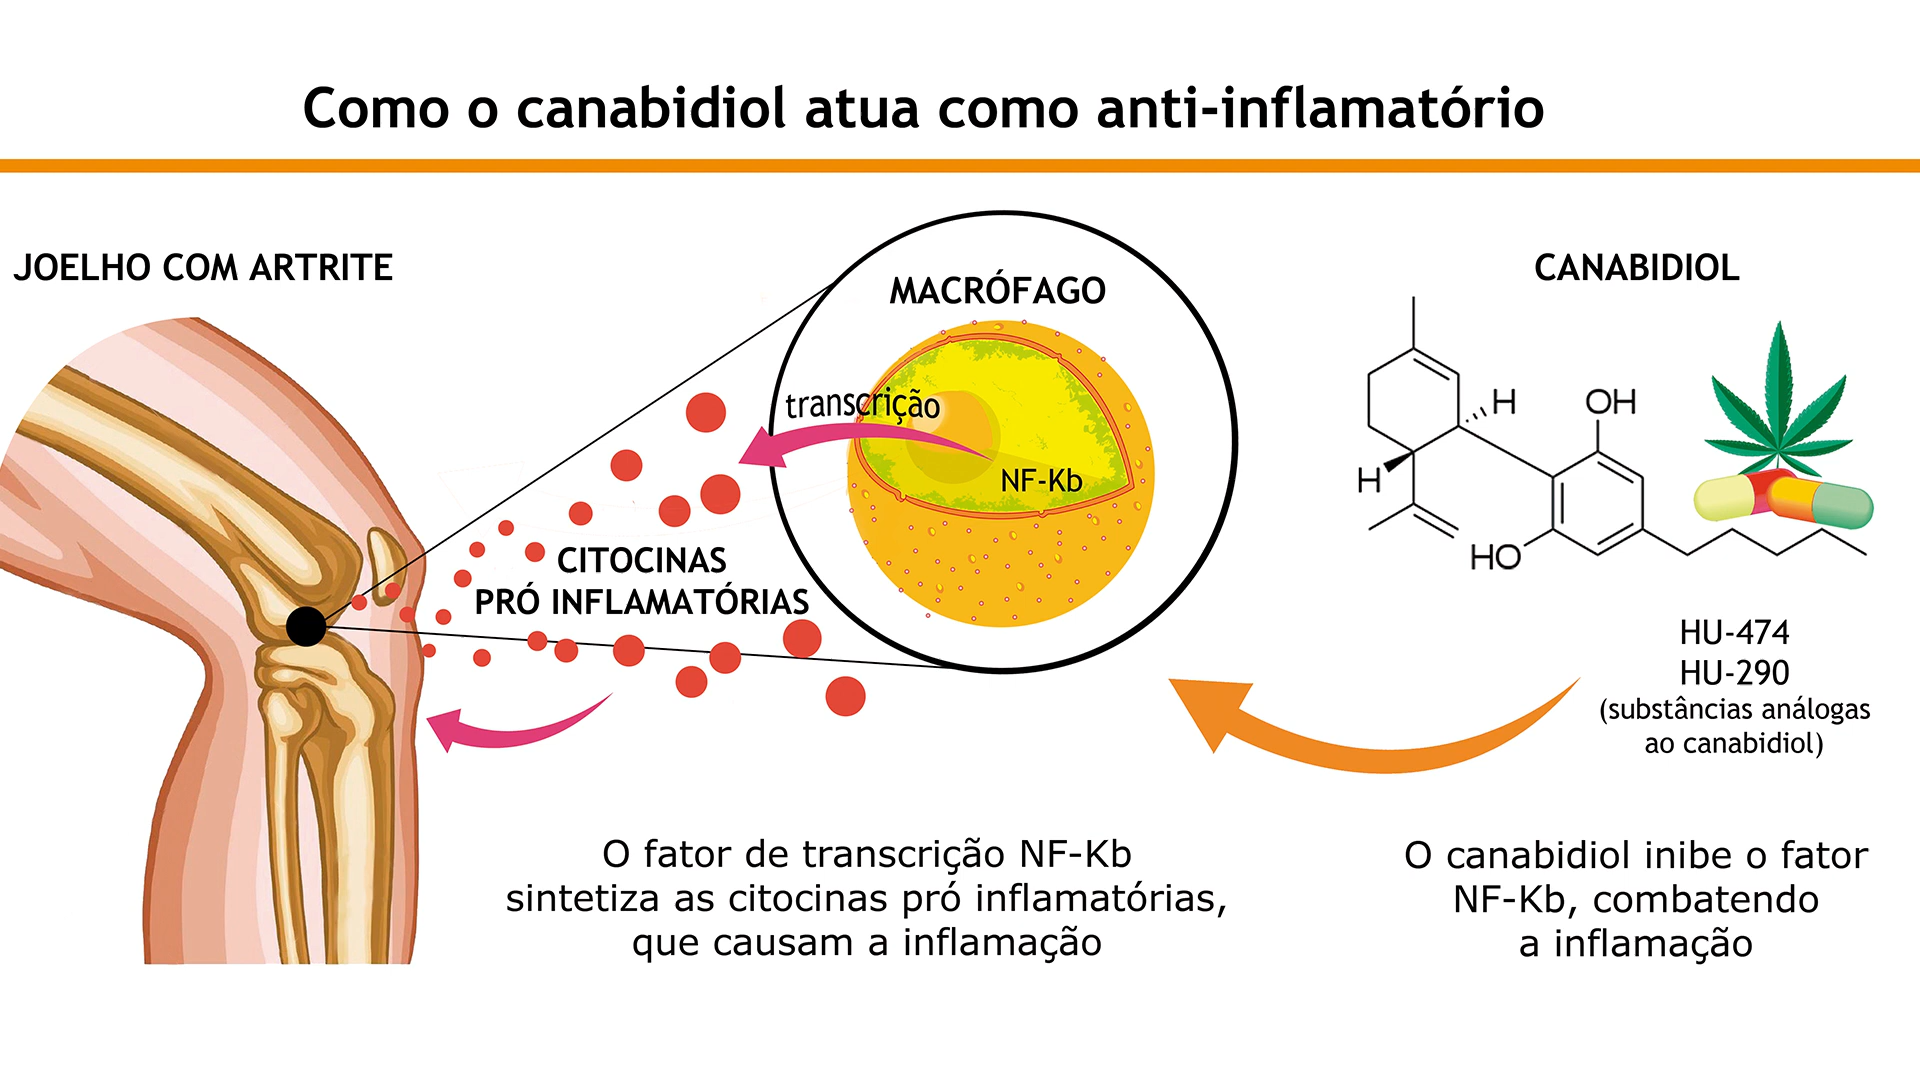 Como o canabidiol atua como anti-inflamatório
JOELHO COM ARTRITE
MACRÓFAGO
transcrição
NF-Kb
CITOCINAS
PRÓ INFLAMATÓRIAS
CANABIDIOL
H
OH
H
HO
HU-474
HU-290
(substâncias análogas
ao canabidiol)
O fator de transcrição NF-Kb
sintetiza as citocinas pró inflamatórias,
que causam a inflamação
O canabidiol inibe o fator
NF-Kb, combatendo
a inflamação